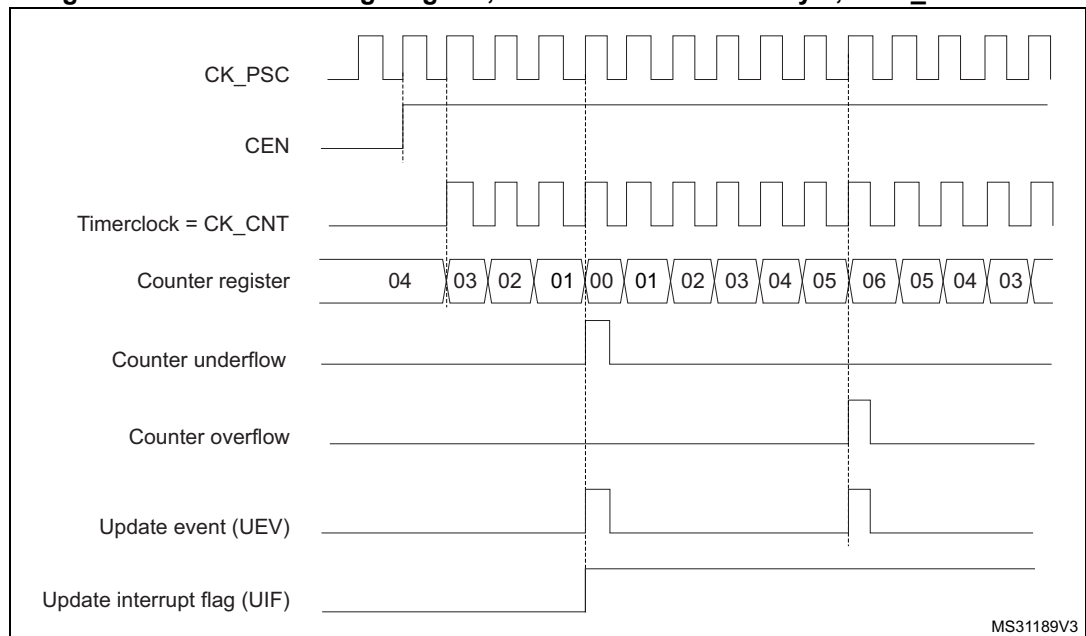 CK_PSC
CEN
Timerclock = CK_CNT
Counter register 04 03 02 01 00 01 02 03 04 05 06 05 04 03
Counter underflow
Counter overflow
Update event (UEV)
Update interrupt flag (UIF)
MS31189V3